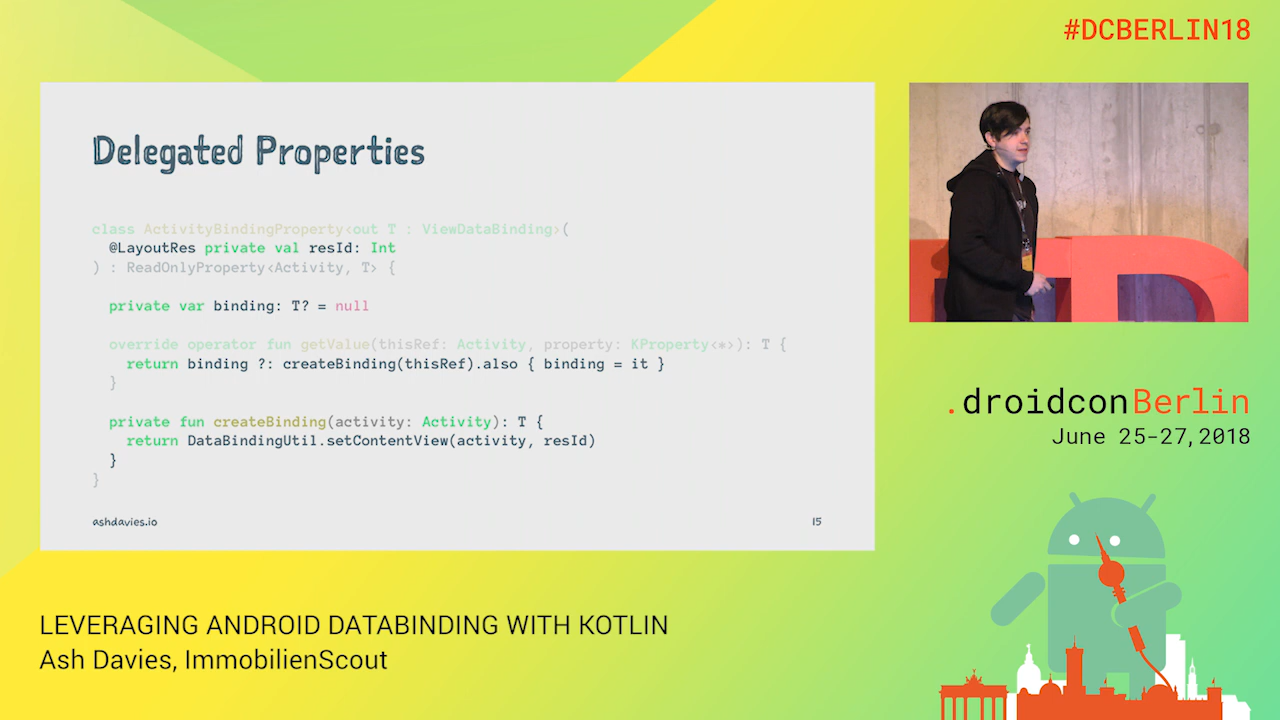 #DCBERLIN18
Delegated Properties
class ActivityBindingProperty<out T : ViewDataBinding>(
@LayoutRes private val resId: Int
) : ReadOnlyProperty<Activity, T> {
private var binding: T? = null
override operator fun getValue(thisRef: Activity, property: KProperty<*>): T {
return binding ?: createBinding(thisRef).also { binding = it }
}
private fun createBinding(activity: Activity): T {
return DataBindingUtil.setContentView(activity, resId)
}
}
ashdavies.io
15
.droidconBerlin
June 25-27,2018
LEVERAGING ANDROID DATABINDING WITH KOTLIN
Ash Davies, ImmobilienScout